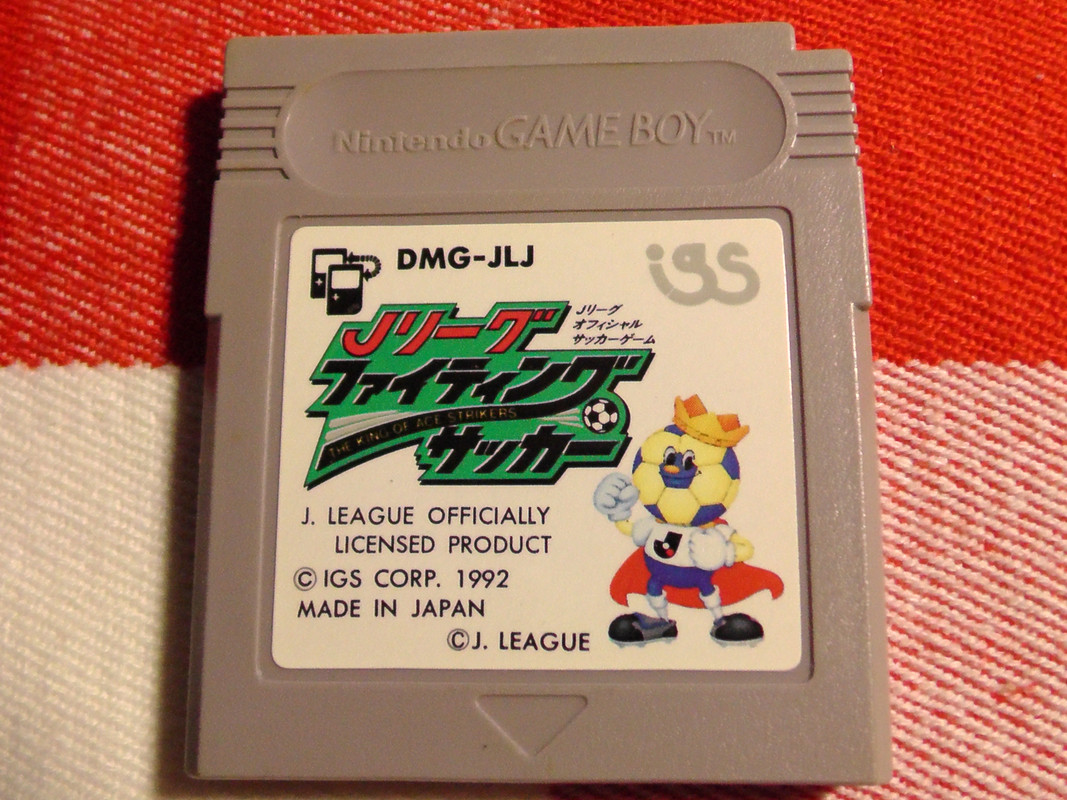 Nintendo GAME BOY™
DMG-JLJ
igs
Jリーグ
オフィシャル
サッカーゲーム
Jリーグ
ファイティング
THE KING OF ACE STRIKERS
サッカー
J. LEAGUE OFFICIALLY
LICENSED PRODUCT
© IGS CORP. 1992
MADE IN JAPAN
© J. LEAGUE